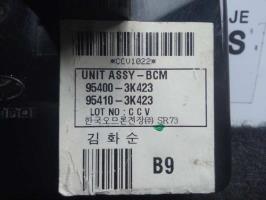 JE
*CCV1022*
UNIT ASSY-BCM
95400-3K423
95410-3K423
LOT NO : C C V
한국오므론전장㈜ SR73
김 화 순
B9